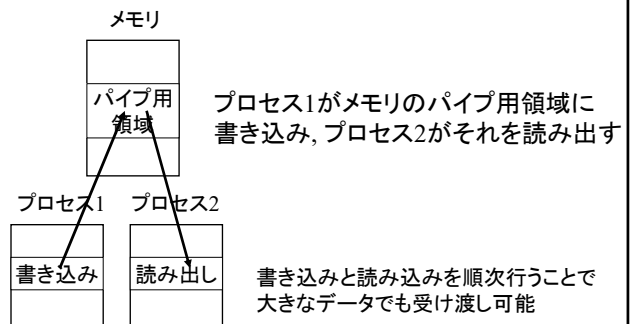 メモリ
パイプ用
領域
プロセス1がメモリのパイプ用領域に
書き込み, プロセス2がそれを読み出す
プロセス1 プロセス2
書き込み 読み出し
書き込みと読み込みを順次行うことで
大きなデータでも受け渡し可能